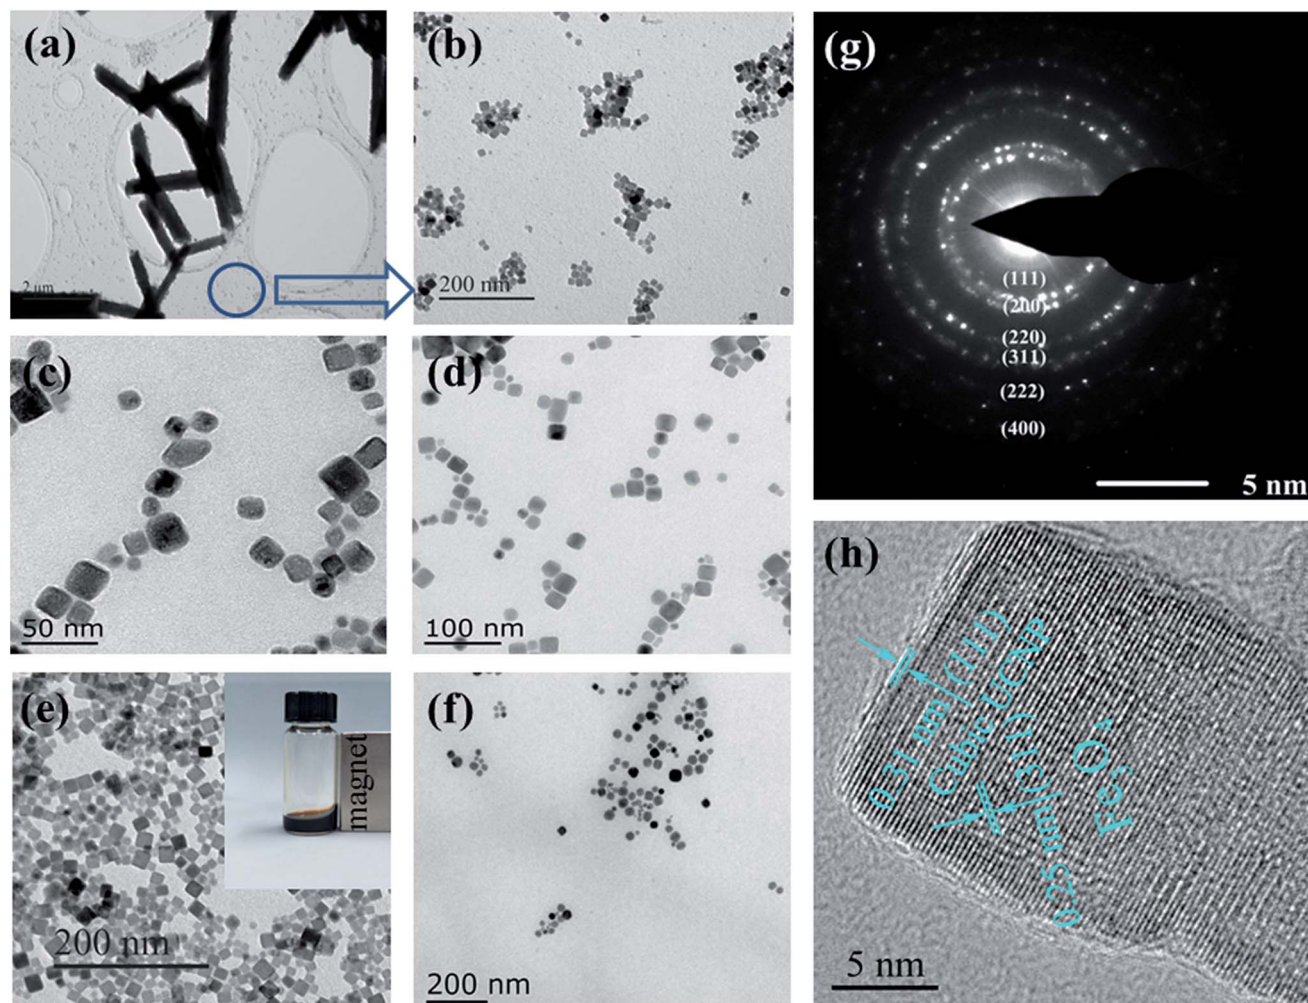 (a)
2 μm
(b)
200 nm
(c)
50 nm
(d)
100 nm
(e)
magnet
200 nm
(f)
200 nm
(g)
(111)
(200)
(220)
(311)
(222)
(400)
5 nm
(h)
0.31 nm (111)
Cubic UCNP
0.25 nm (311)
Fe₃O₄
5 nm